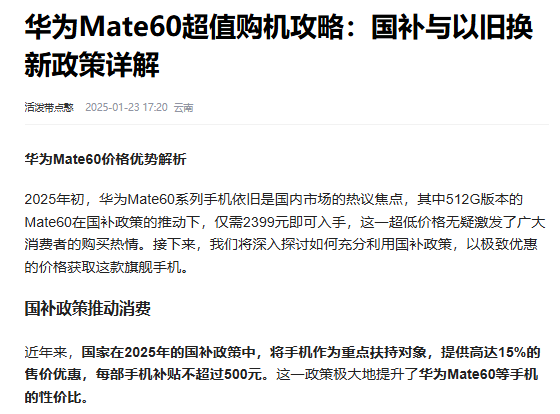 华为Mate60超值购机攻略：国补与以旧换
新政策详解
活泼带点憨 2025-01-23 17:20 云南
华为Mate60价格优势解析
2025年初，华为Mate60系列手机依旧是国内市场的热议焦点，其中512G版本的
Mate60在国补政策的推动下，仅需2399元即可入手，这一超低价格无疑激发了广大
消费者的购买热情。接下来，我们将深入探讨如何充分利用国补政策，以极致优惠
的价格获取这款旗舰手机。
国补政策推动消费
近年来，国家在2025年的国补政策中，将手机作为重点扶持对象，提供高达15%的
售价优惠，每部手机补贴不超过500元。这一政策极大地提升了华为Mate60等手机
的性价比。